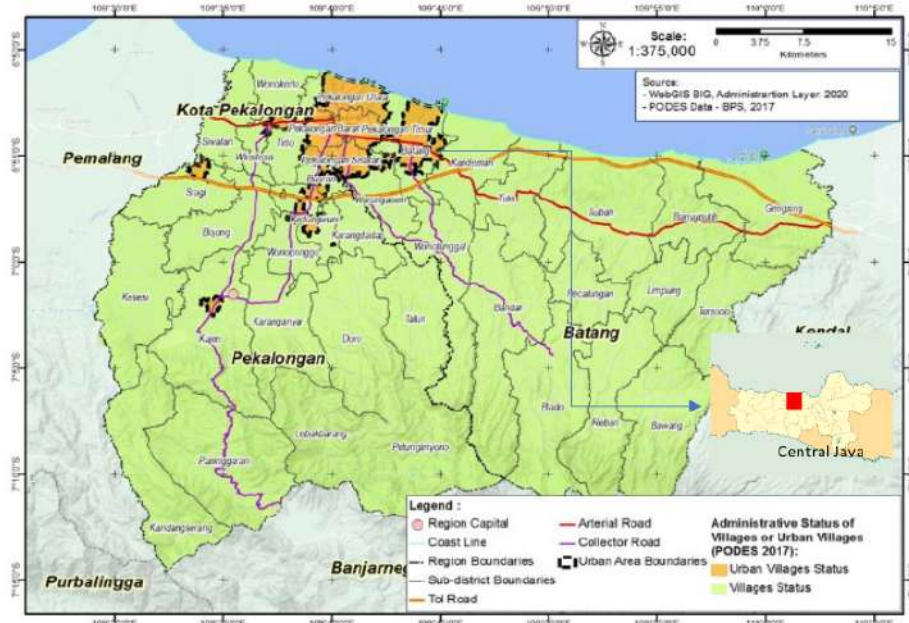 Scale:
1:375,000
0 3.75 7.5 15
Kilometers
Source:
- WebGIS BIG, Administrartion Layer: 2020
- PODES Data - BPS, 2017
Wonokerto
Pekalongan Utara
Kota Pekalongan
Siwalan
Wiradesa
Tirto
Pekalongan Barat
Pekalongan Timur
Batang
Pekalongan Selatan
Kandeman
Pemalang
Sragi
Buaran
Warungasem
Tulis
Subah
Banyuputih
Gringsing
Kedungwuni
Bojong
Wonopringgo
Karangdadap
Wonotunggal
Kesesi
Kajen
Karanganyar
Doro
Talun
Bandar
Pecalungan
Limpung
Tersono
Batang
Kendal
Pekalongan
Blado
Reban
Bawang
Central Java
Lebakbarang
Petungkriyono
Paninggaran
Kandangserang
Purbalingga
Banjarneg
Legend :
Region Capital
Coast Line
Region Boundaries
Sub-district Boundaries
Tol Road
Arterial Road
Collector Road
Urban Area Boundaries
Administrative Status of
Villages or Urban Villages
(PODES 2017):
Urban Villages Status
Villages Status